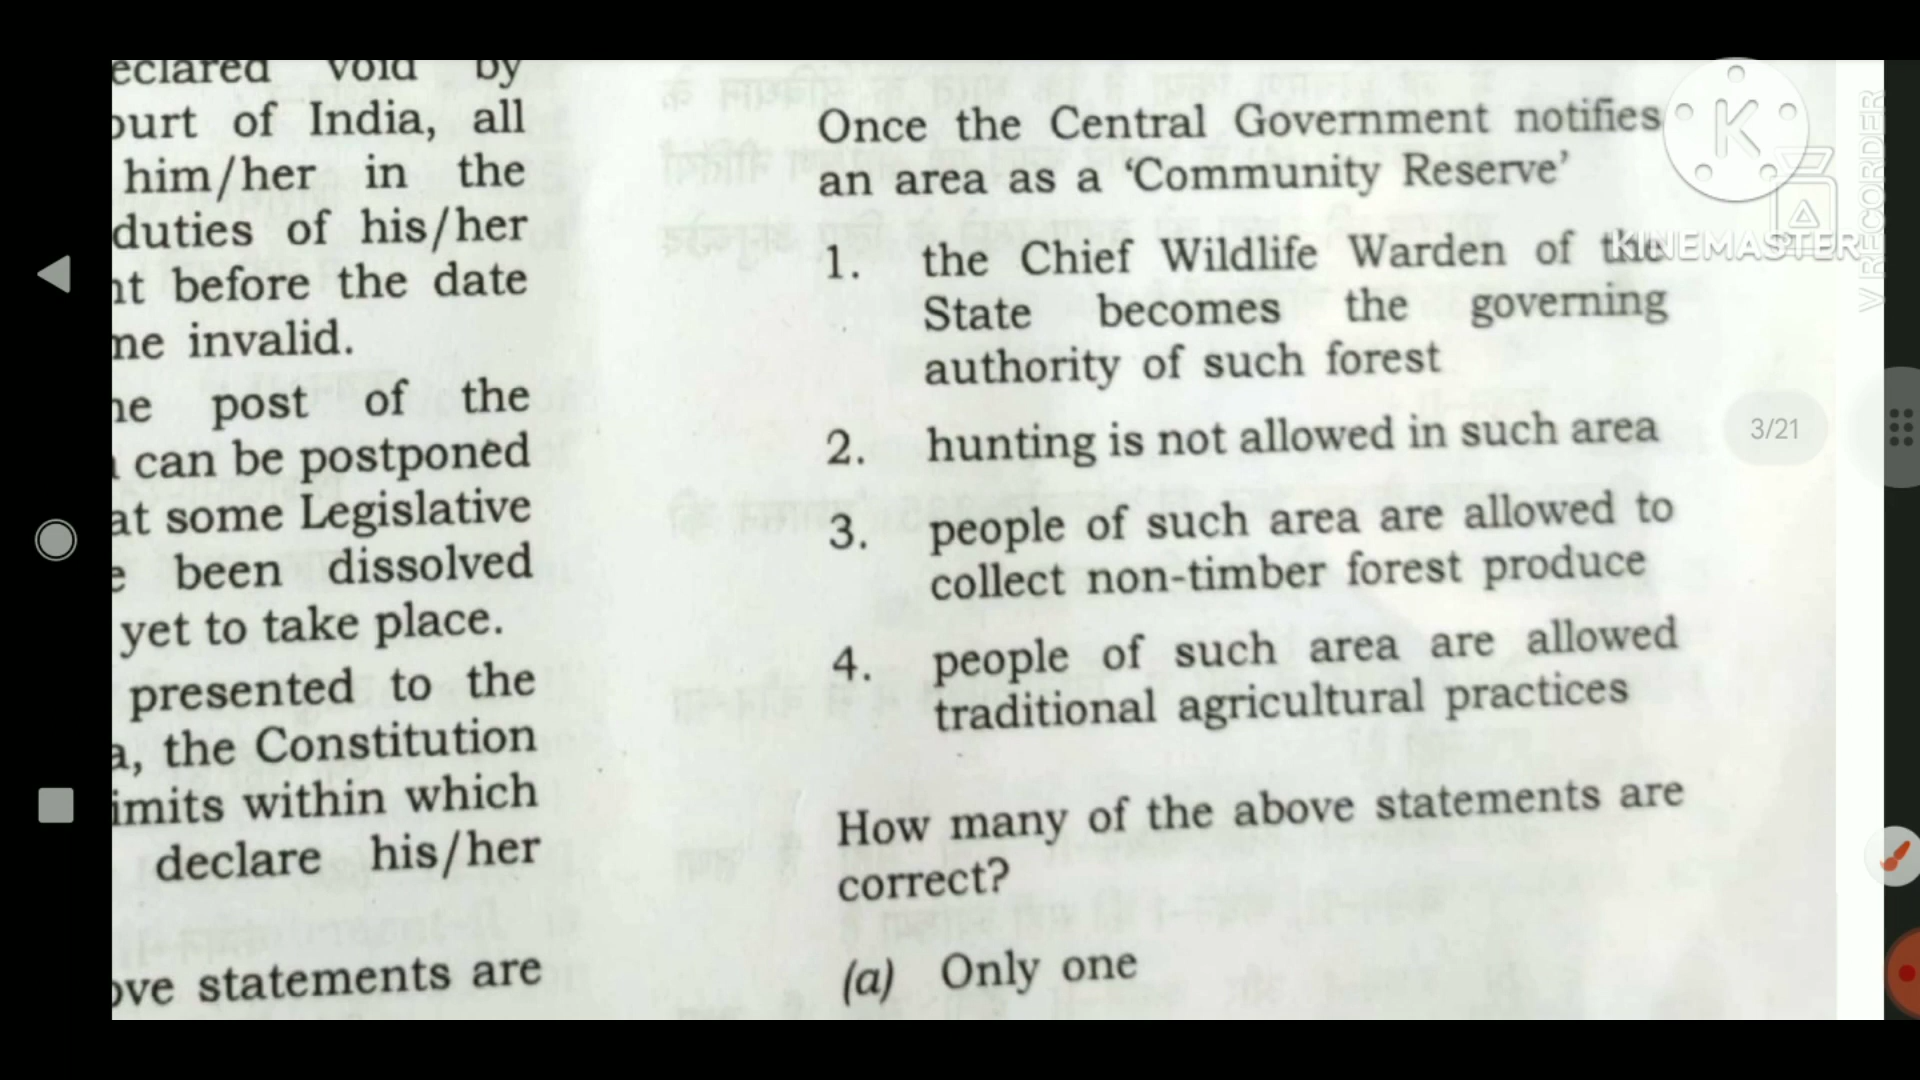 eclared void by
ourt of India, all
him/her in the
duties of his/her
nt before the date
me invalid.
he post of the
can be postponed
at some Legislative
e been dissolved
yet to take place.
presented to the
a, the Constitution
imits within which
declare his/her
ove statements are
Once the Central Government notifies
an area as a ‘Community Reserve’
1. the Chief Wildlife Warden of the
State becomes the governing
authority of such forest
2. hunting is not allowed in such area
3. people of such area are allowed to
collect non-timber forest produce
4. people of such area are allowed
traditional agricultural practices
How many of the above statements are
correct?
(a) Only one
K
KINEMASTER
V RECORDER
3/21